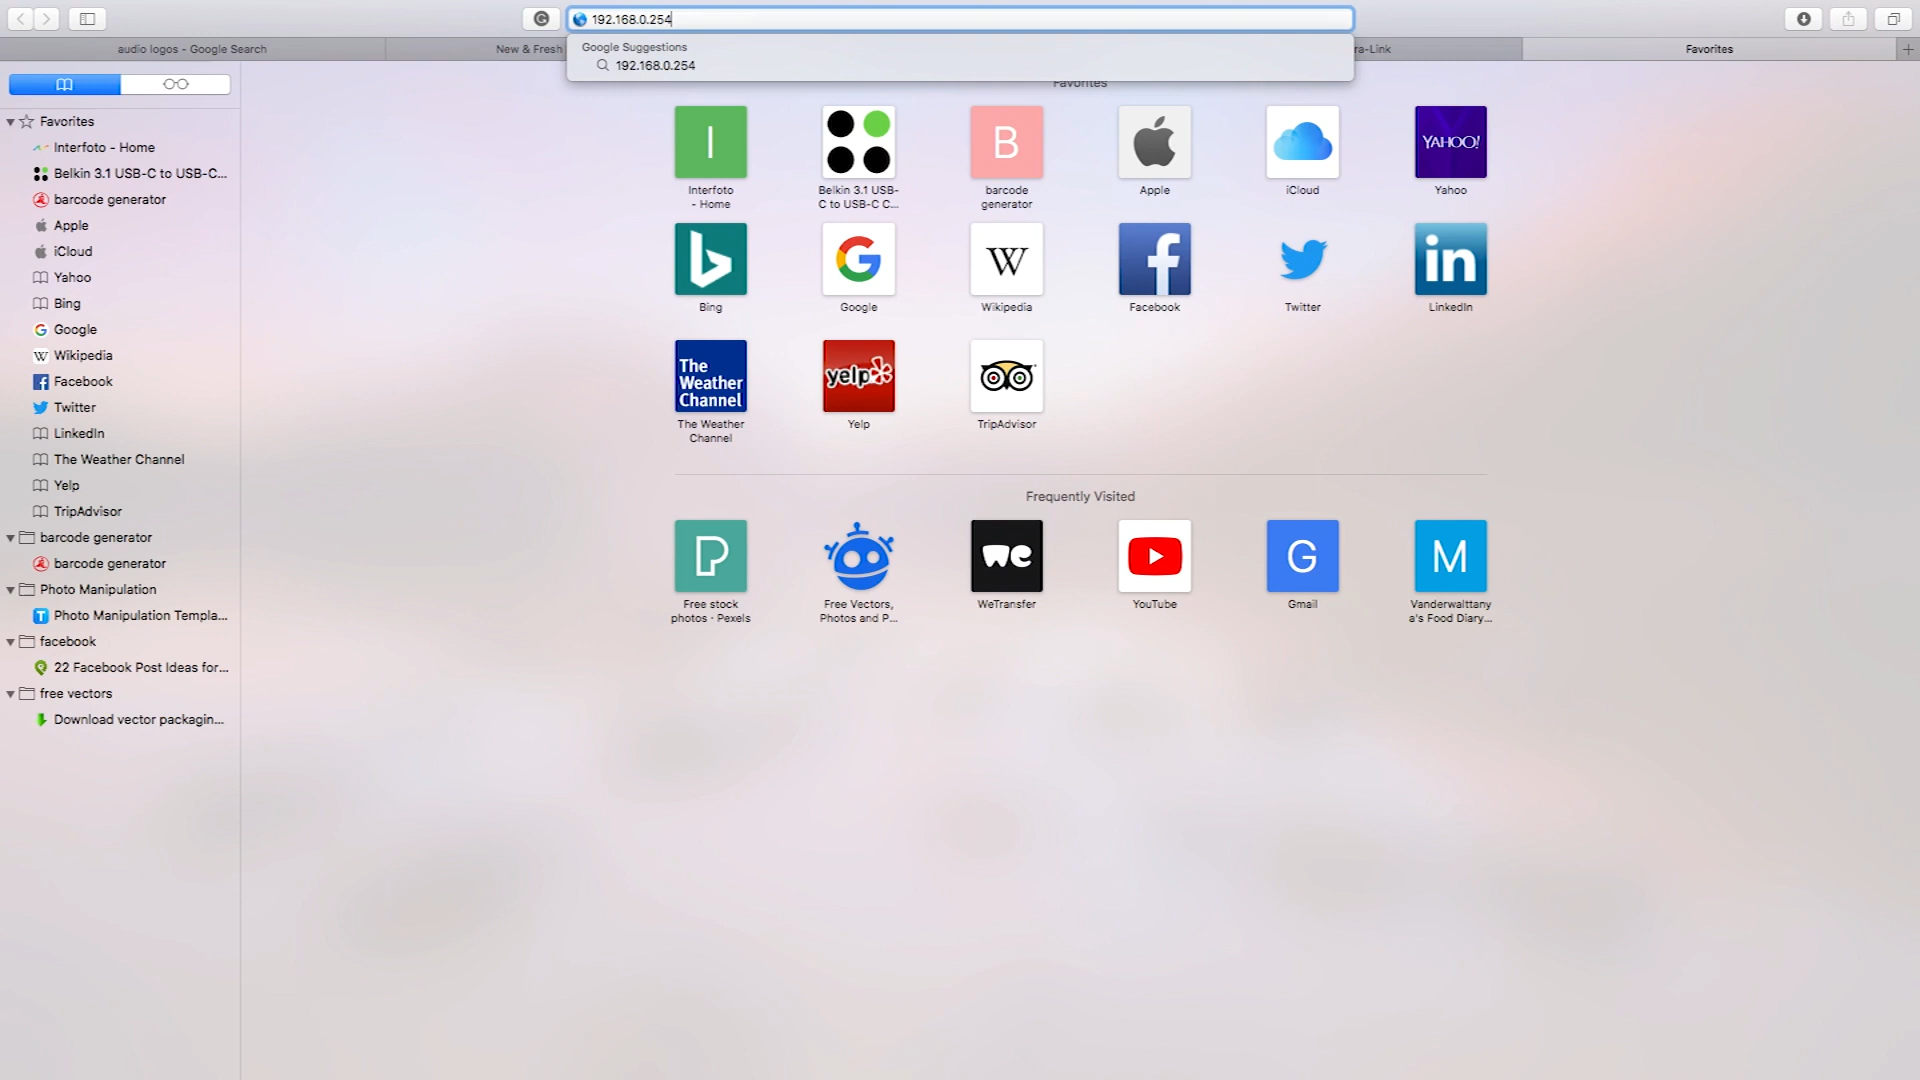 192.168.0.254
Google Suggestions
192.168.0.254
audio logos - Google Search
New & Fresh
ra-Link
Favorites
Favorites
Interfoto - Home
Belkin 3.1 USB-C to USB-C...
barcode generator
Apple
iCloud
Yahoo
Bing
Google
Wikipedia
Facebook
Twitter
LinkedIn
The Weather Channel
Yelp
TripAdvisor
barcode generator
barcode generator
Photo Manipulation
Photo Manipulation Templa...
facebook
22 Facebook Post Ideas for...
free vectors
Download vector packagin...
Favorites
I
B
YAHOO!
Interfoto
- Home
Belkin 3.1 USB-
C to USB-C C...
barcode
generator
Apple
iCloud
Yahoo
W
in
Bing
Google
Wikipedia
Facebook
Twitter
LinkedIn
The
Weather
Channel
yelp
The Weather
Channel
Yelp
TripAdvisor
Frequently Visited
P
we
G
M
Free stock
photos · Pexels
Free Vectors,
Photos and P...
WeTransfer
YouTube
Gmail
Vanderwalttany
a's Food Diary...